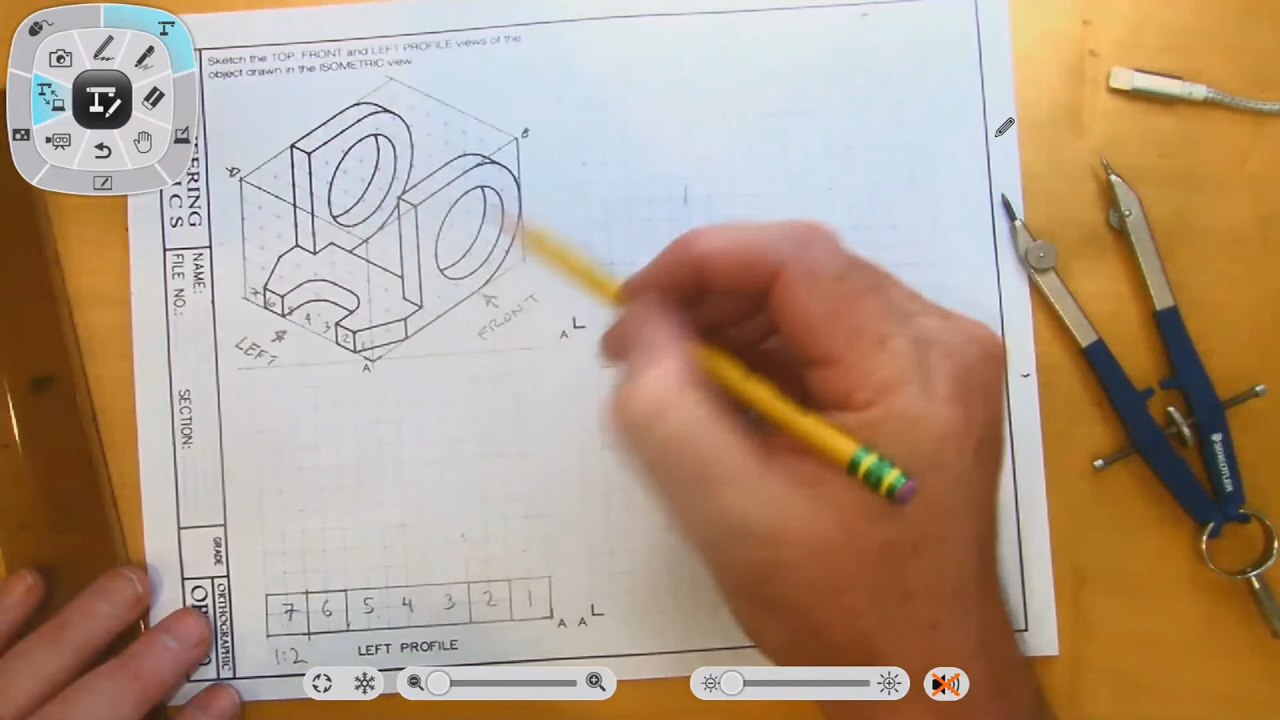 Sketch the TOP, FRONT and LEFT PROFILE views of the
object drawn in the ISOMETRIC view
D
B
7 6 5 4 3 2 1
LEFT
FRONT
A
A L
7 6 5 4 3 2 1
A A L
1:2
LEFT PROFILE
NAME:
FILE NO.:
SECTION:
GRADE
ORTHOGRAPHIC
STAEDTLER